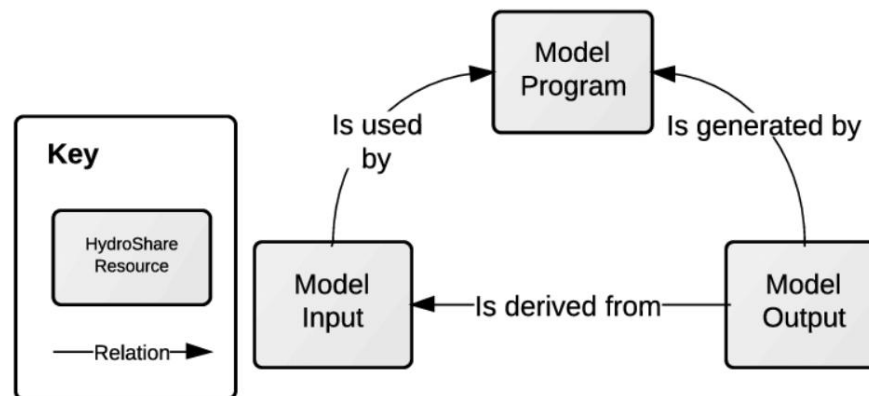 Model
Program
Is used
by
Is generated by
Key
HydroShare
Resource
Relation
Model
Input
Is derived from
Model
Output